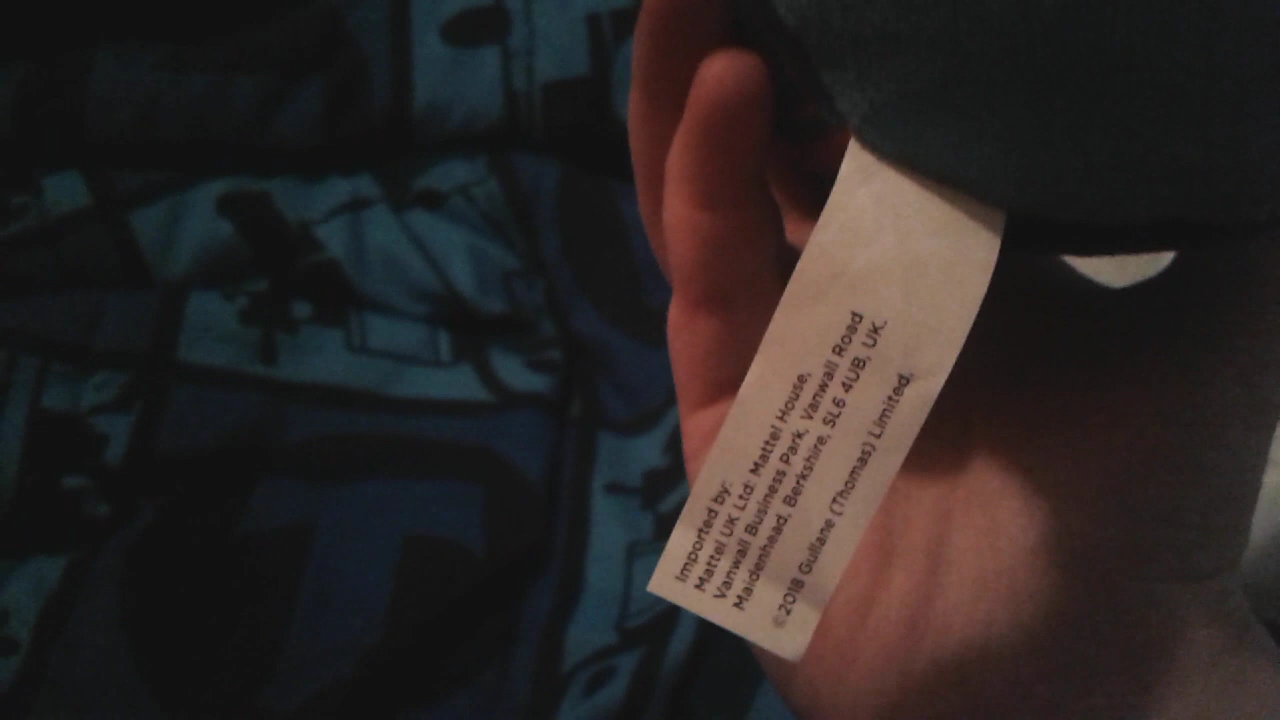 Imported by:
Mattel UK Ltd: Mattel House,
Vanwall Business Park, Vanwall Road
Maidenhead, Berkshire, SL6 4UB, UK.
©2018 Gullane (Thomas) Limited.